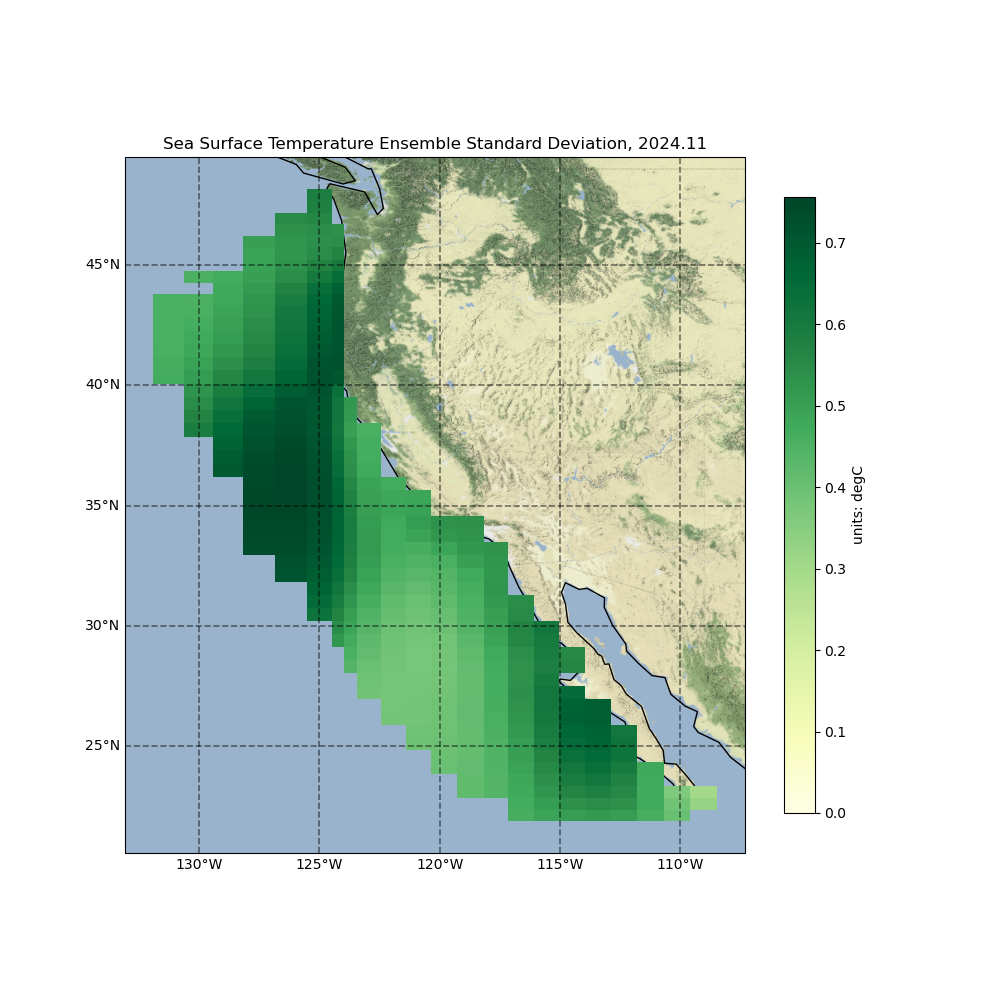 Sea Surface Temperature Ensemble Standard Deviation, 2024.11
45°N
40°N
35°N
30°N
25°N
130°W
125°W
120°W
115°W
110°W
0.7
0.6
0.5
0.4
0.3
0.2
0.1
0.0
units: degC